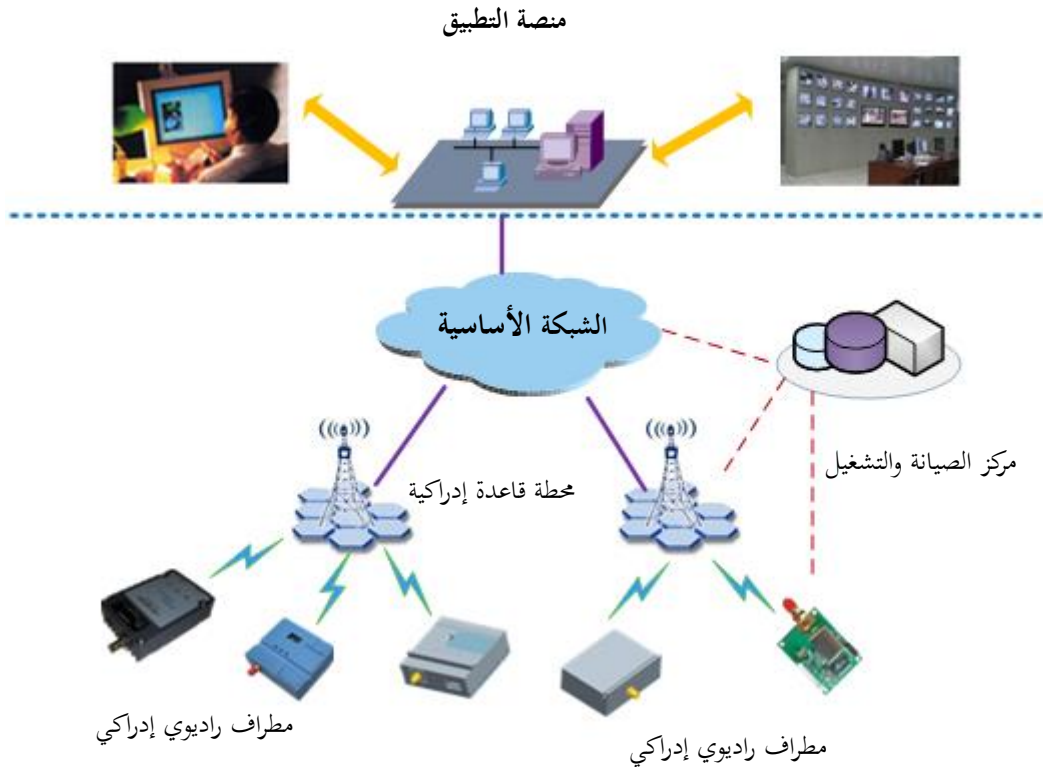 منصة التطبيق
الشبكة الأساسية
مركز الصيانة والتشغيل
محطة قاعدة إدراكية
مطراف راديوي إدراكي
مطراف راديوي إدراكي